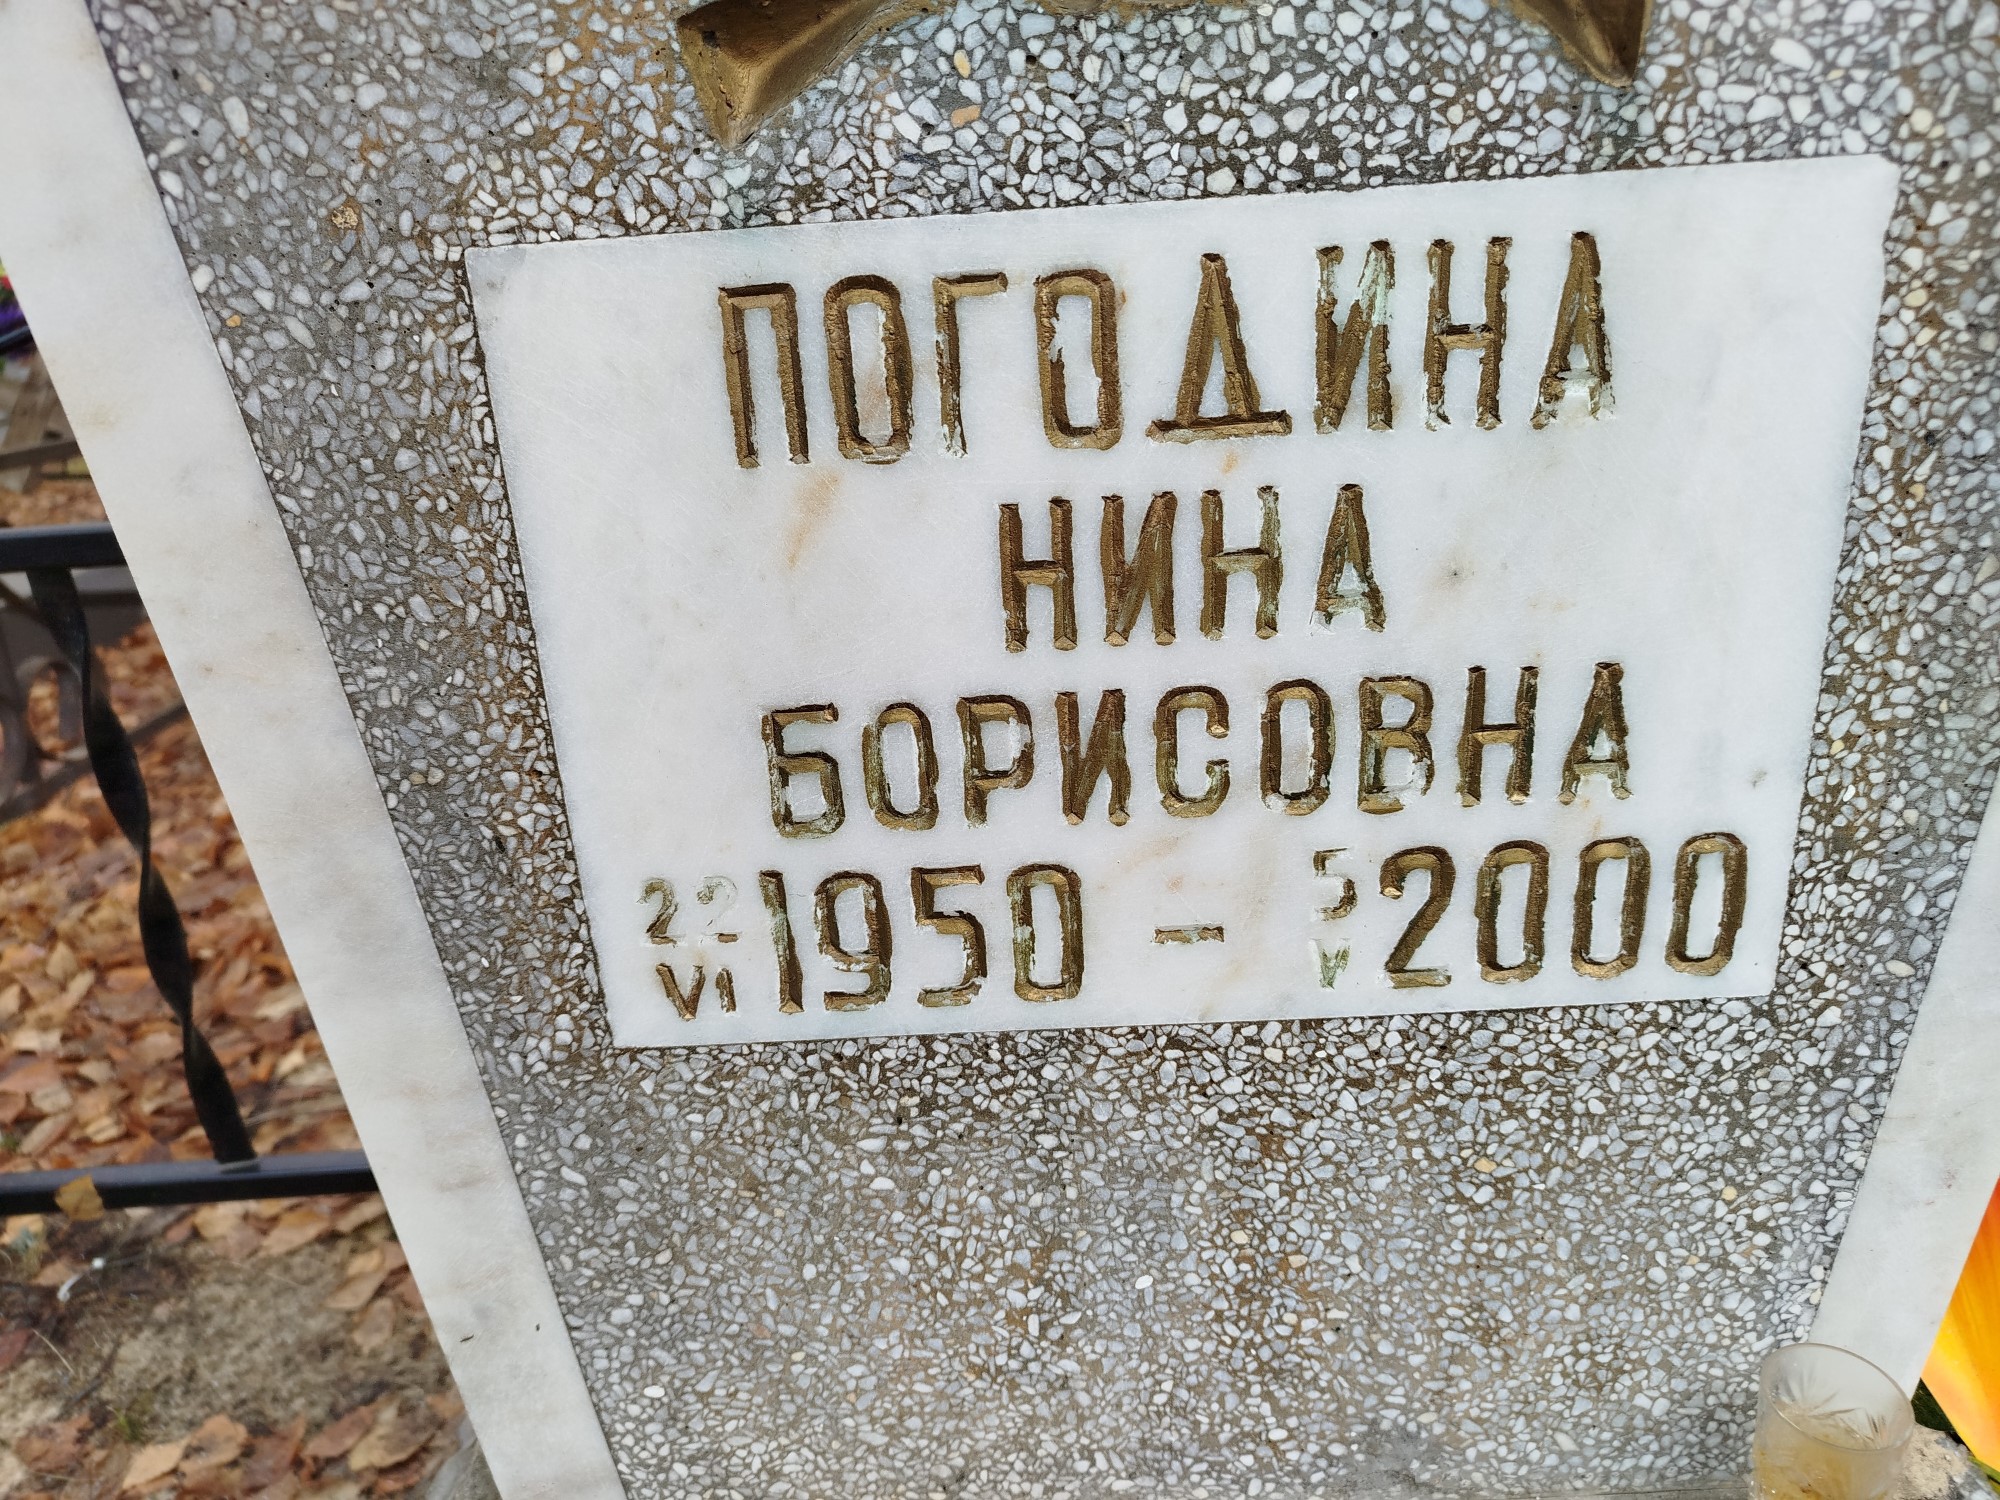 ПОГОДИНА
НИНА
БОРИСОВНА
22 VI 1950 – 5 V 2000